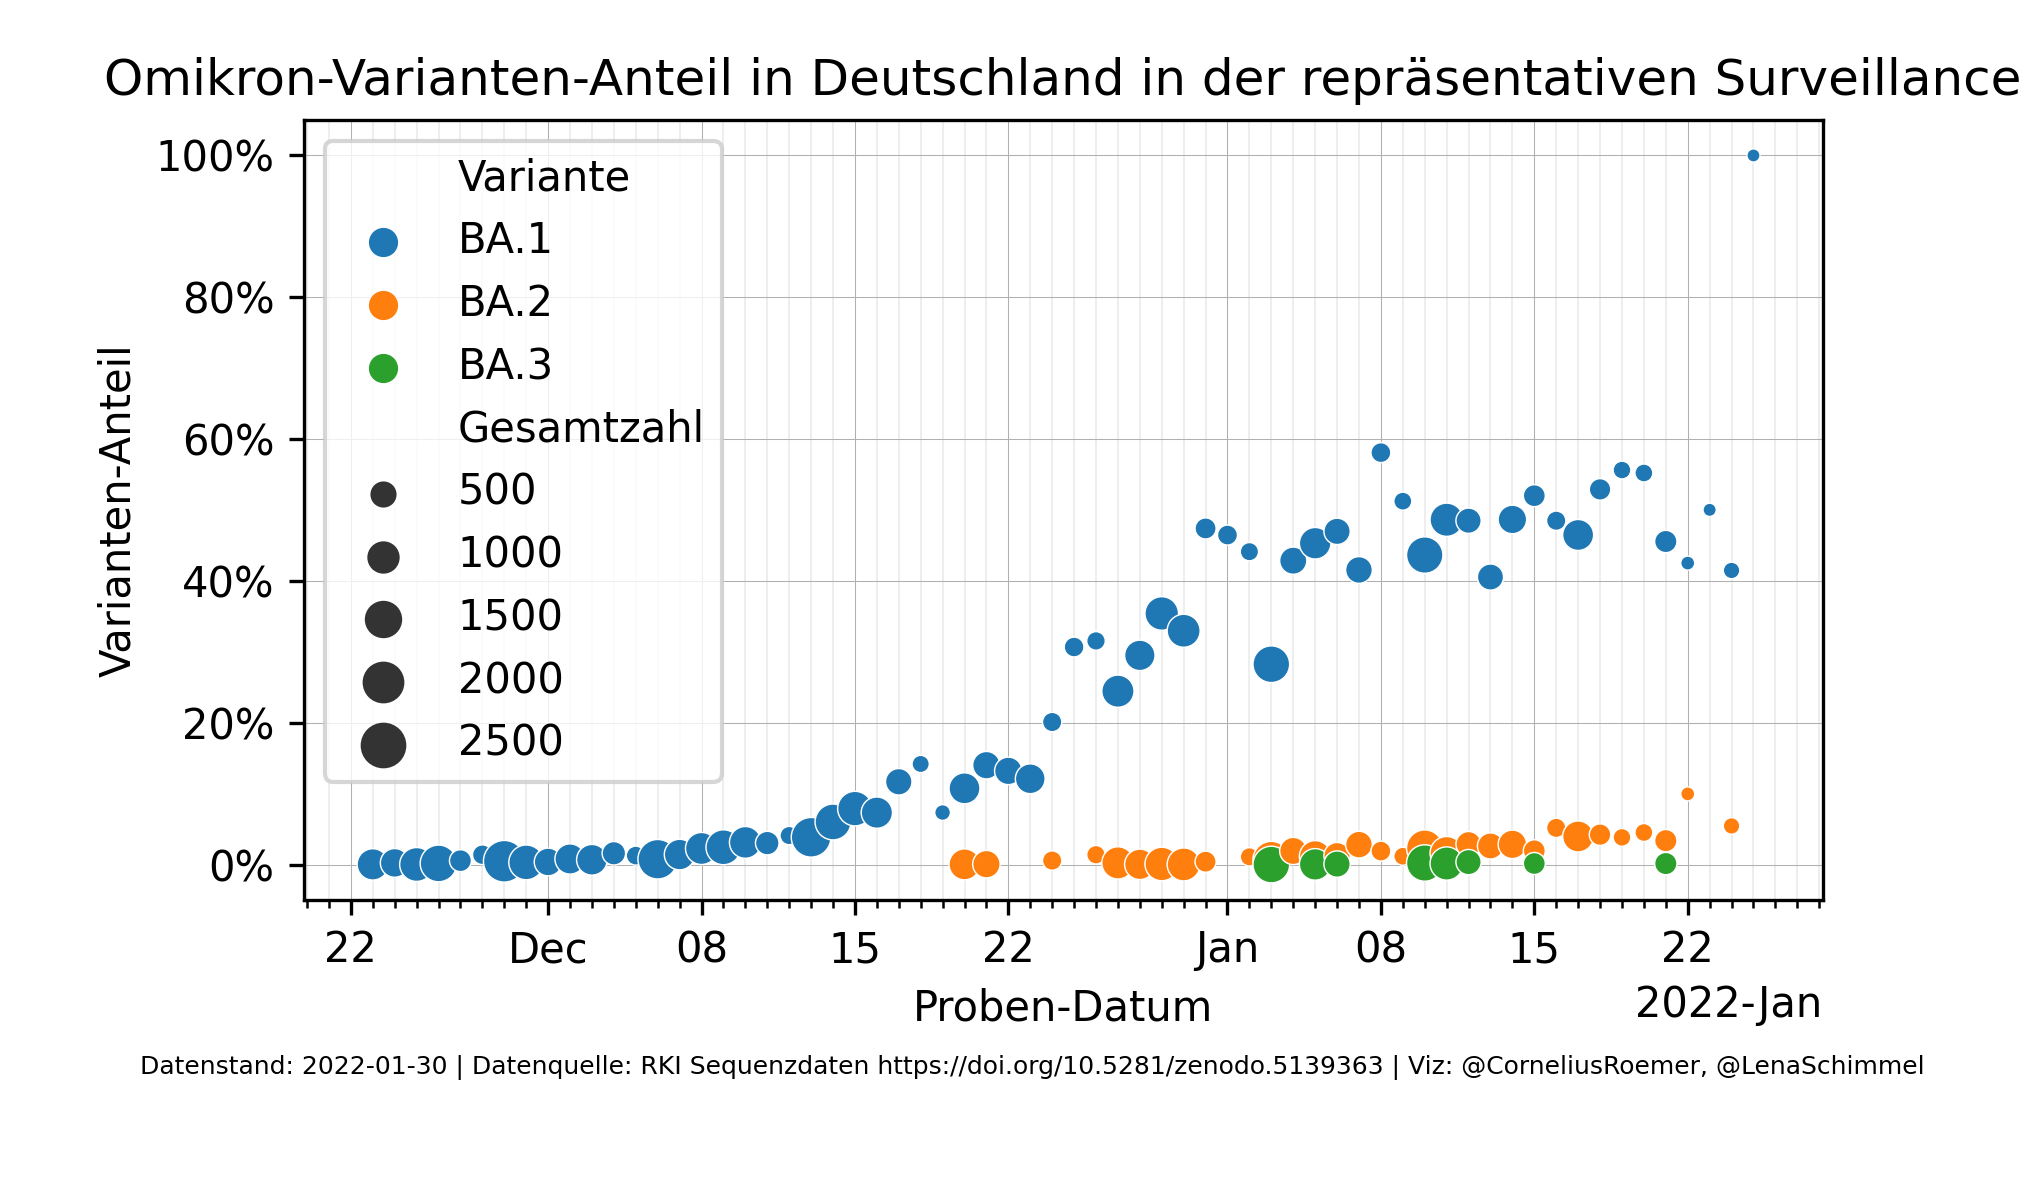 Omikron-Varianten-Anteil in Deutschland in der repräsentativen Surveillance
Varianten-Anteil
100%
80%
60%
40%
20%
0%
Variante
BA.1
BA.2
BA.3
Gesamtzahl
500
1000
1500
2000
2500
22 Dec 08 15 22 Jan 08 15 22
Proben-Datum
2022-Jan
Datenstand: 2022-01-30 | Datenquelle: RKI Sequenzdaten https://doi.org/10.5281/zenodo.5139363 | Viz: @CorneliusRoemer, @LenaSchimmel